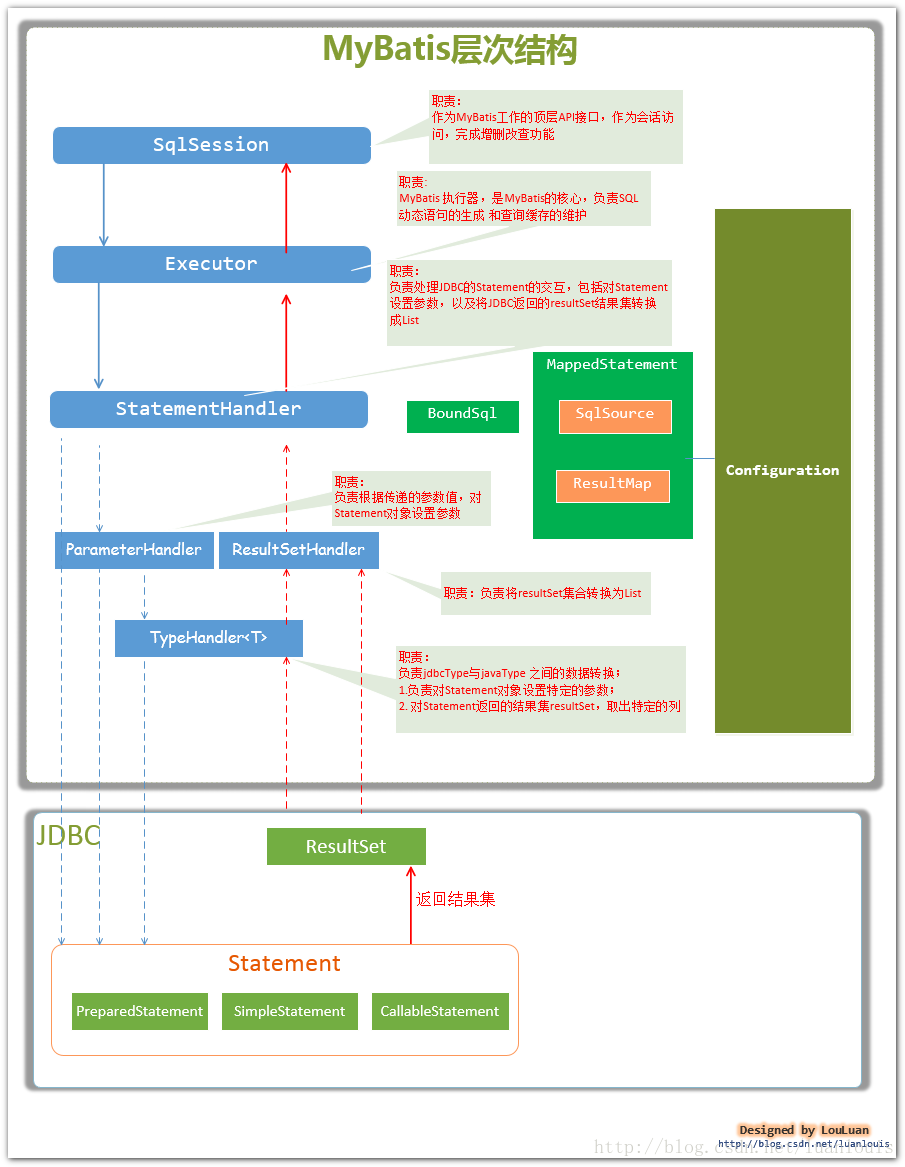 MyBatis层次结构
职责：
作为MyBatis工作的顶层API接口，作为会话访
问，完成增删改查功能
SqlSession
职责:
MyBatis 执行器，是MyBatis的核心，负责SQL
动态语句的生成 和查询缓存的维护
Executor
职责：
负责处理JDBC的Statement的交互，包括对Statement
设置参数，以及将JDBC返回的resultSet结果集转换
成List
MappedStatement
StatementHandler
BoundSql
SqlSource
Configuration
ResultMap
职责：
负责根据传递的参数值，对
Statement对象设置参数
ParameterHandler
ResultSetHandler
职责：负责将resultSet集合转换为List
TypeHandler<T>
职责：
负责jdbcType与javaType 之间的数据转换；
1.负责对Statement对象设置特定的参数；
2. 对Statement返回的结果集resultSet，取出特定的列
JDBC
ResultSet
返回结果集
Statement
PreparedStatement
SimpleStatement
CallableStatement
Designed by LouLuan
http://blog.csdn.net/luanlouis
http://blog.csdn.net/luanlouis